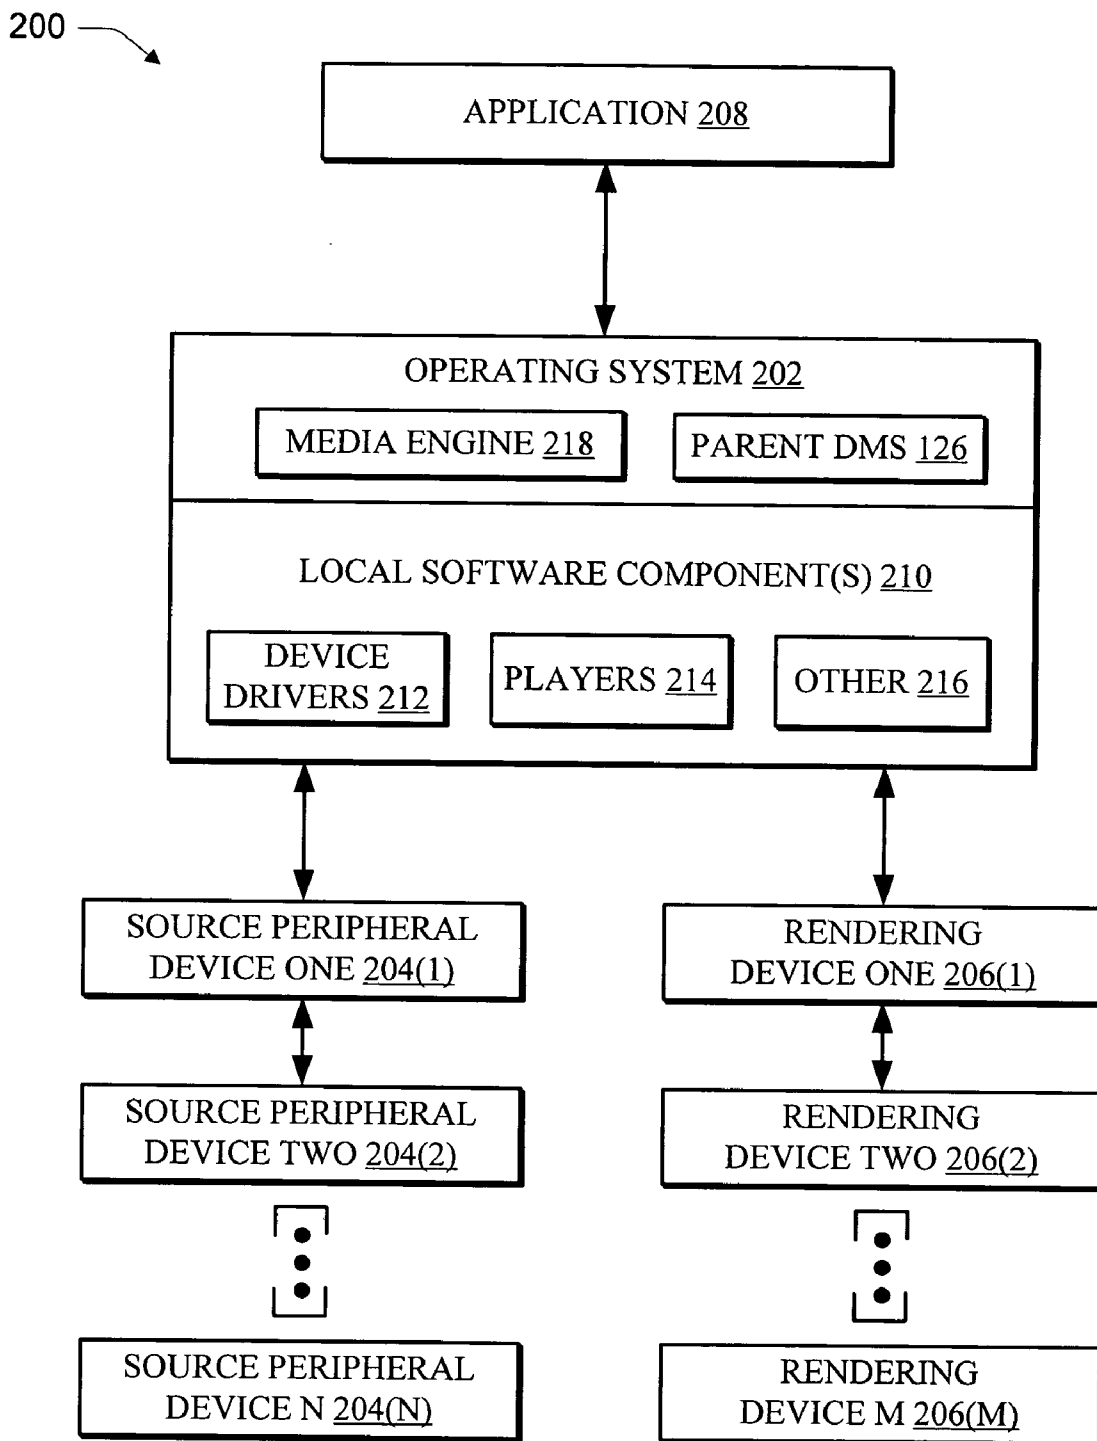 200
APPLICATION 208
OPERATING SYSTEM 202
MEDIA ENGINE 218
PARENT DMS 126
LOCAL SOFTWARE COMPONENT(S) 210
DEVICE
DRIVERS 212
PLAYERS 214
OTHER 216
SOURCE PERIPHERAL
DEVICE ONE 204(1)
RENDERING
DEVICE ONE 206(1)
SOURCE PERIPHERAL
DEVICE TWO 204(2)
RENDERING
DEVICE TWO 206(2)
SOURCE PERIPHERAL
DEVICE N 204(N)
RENDERING
DEVICE M 206(M)